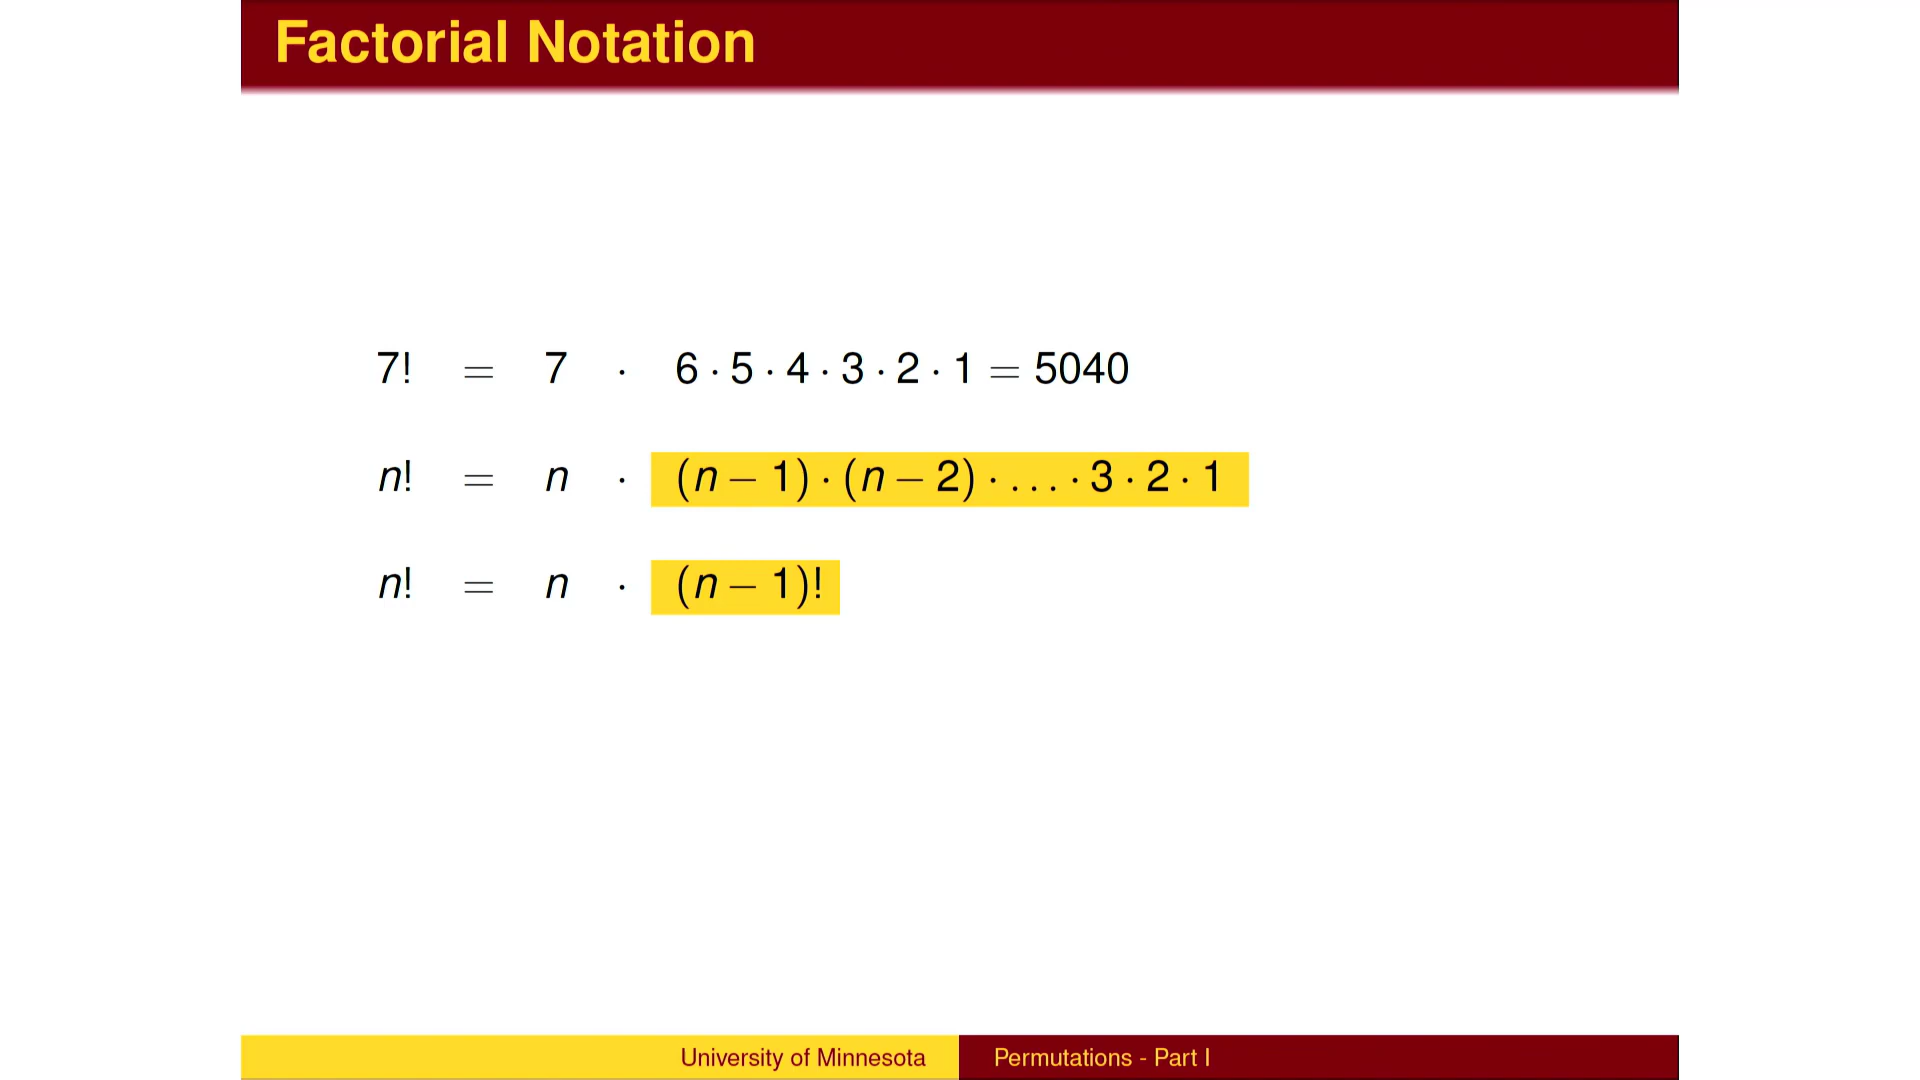 Factorial Notation
7! = 7 · 6 · 5 · 4 · 3 · 2 · 1 = 5040
n! = n · (n − 1) · (n − 2) · . . . · 3 · 2 · 1
n! = n · (n − 1)!
University of Minnesota Permutations - Part I